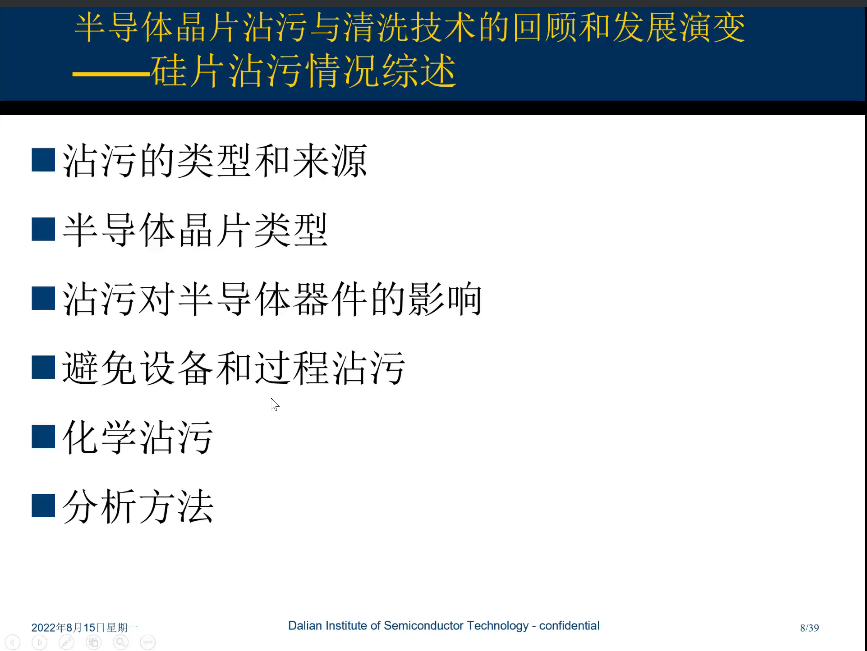 半导体晶片沾污与清洗技术的回顾和发展演变
——硅片沾污情况综述
沾污的类型和来源
半导体晶片类型
沾污对半导体器件的影响
避免设备和过程沾污
化学沾污
分析方法
2022年8月15日星期一
Dalian Institute of Semiconductor Technology - confidential
8/39